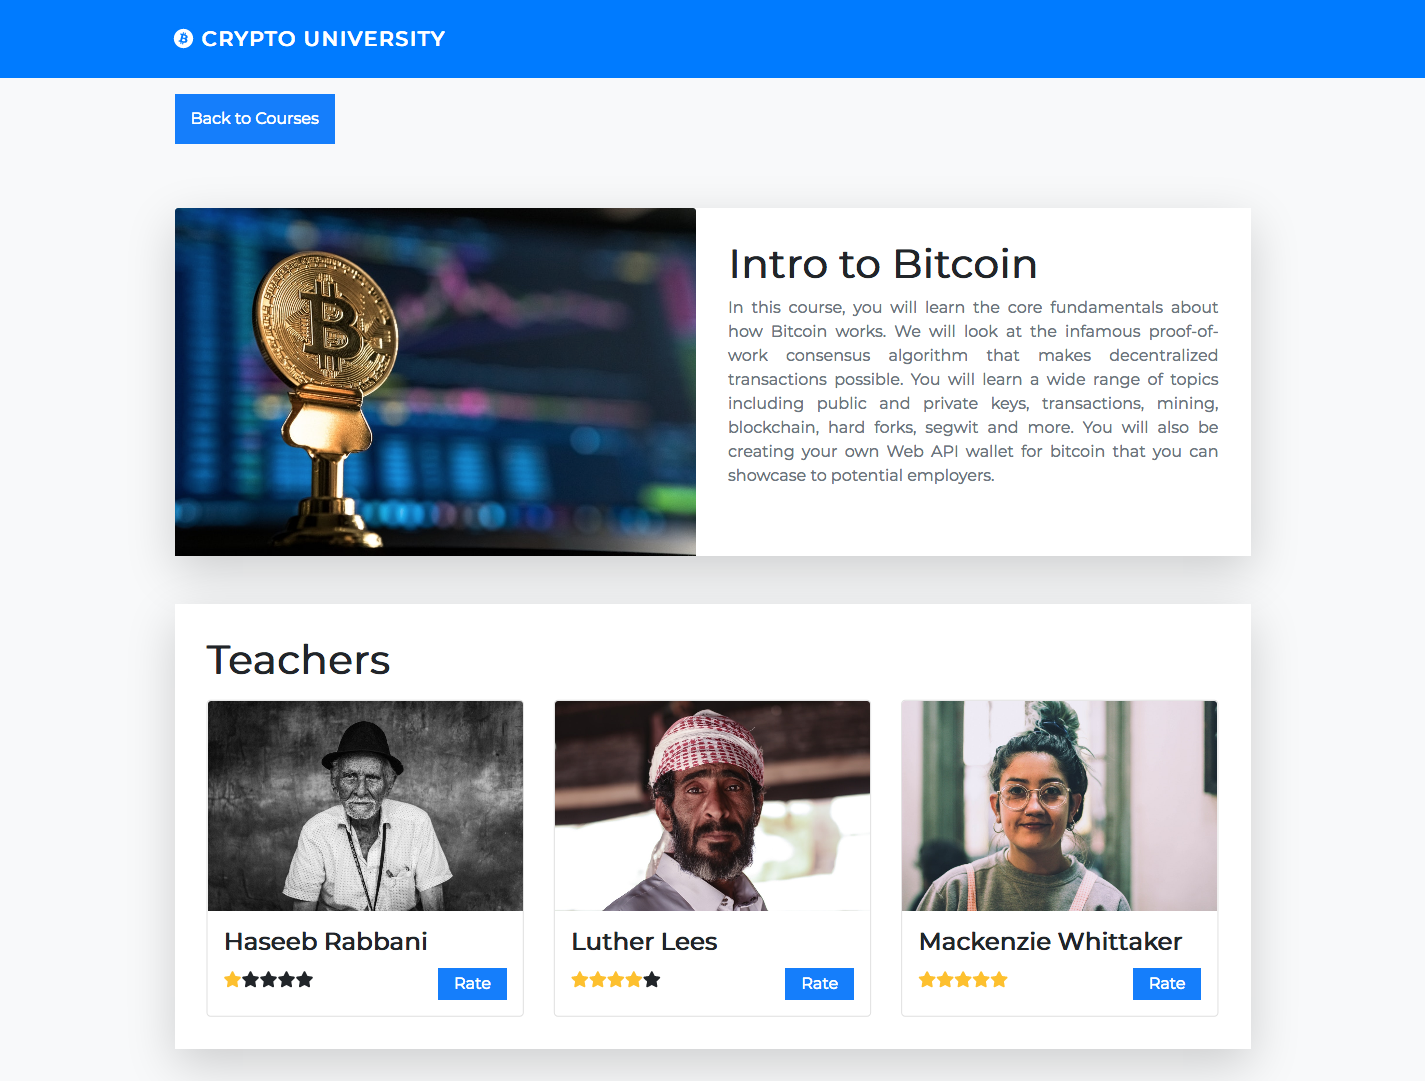 CRYPTO UNIVERSITY
Back to Courses
Intro to Bitcoin
In this course, you will learn the core fundamentals about
how Bitcoin works. We will look at the infamous proof-of-
work consensus algorithm that makes decentralized
transactions possible. You will learn a wide range of topics
including public and private keys, transactions, mining,
blockchain, hard forks, segwit and more. You will also be
creating your own Web API wallet for bitcoin that you can
showcase to potential employers.
Teachers
Haseeb Rabbani
Rate
Luther Lees
Rate
Mackenzie Whittaker
Rate